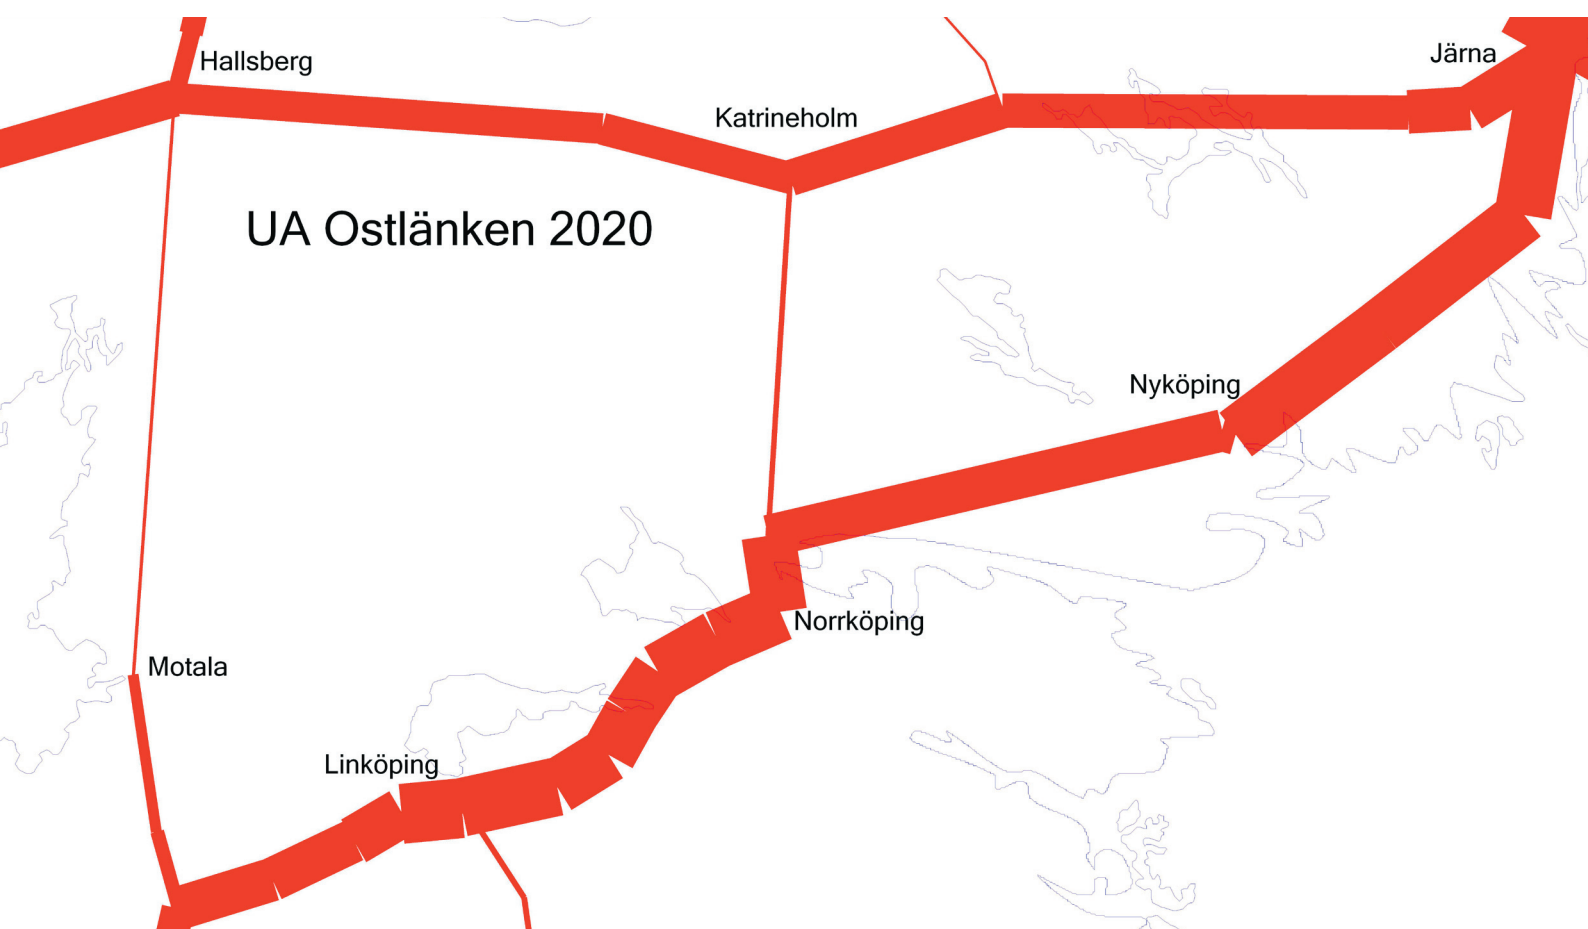 Järna
Hallsberg
Katrineholm
UA Ostlänken 2020
Nyköping
Norrköping
Motala
Linköping